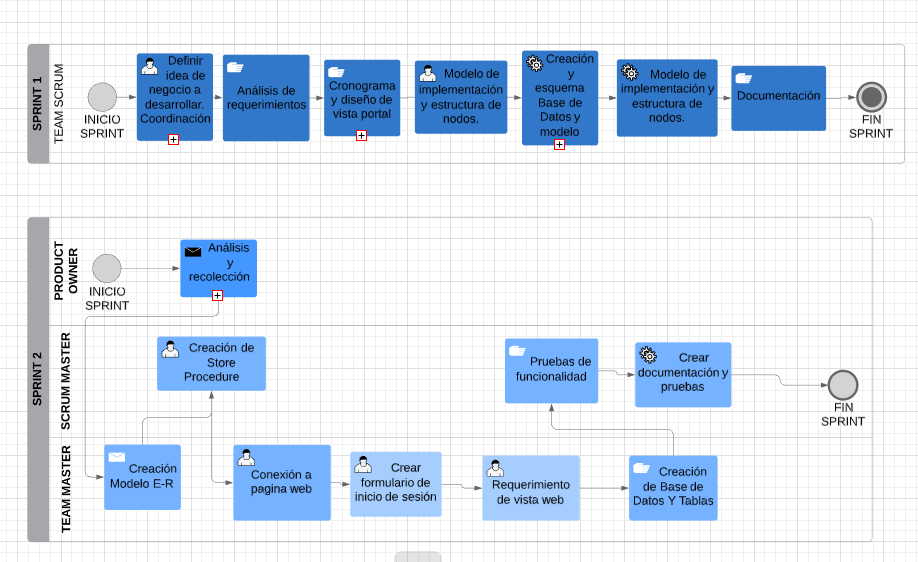 SPRINT 1
TEAM SCRUM
INICIO
SPRINT
Definir
idea de
negocio a
desarrollar.
Coordinación
Análisis de
requerimientos
Cronograma
y diseño de
vista portal
Modelo de
implementación
y estructura de
nodos.
Creación
y
esquema
Base de
Datos y
modelo
Modelo de
implementación y
estructura de
nodos.
Documentación
FIN
SPRINT
SPRINT 2
PRODUCT
OWNER
INICIO
SPRINT
Análisis
y
recolección
SCRUM MASTER
Creación de
Store
Procedure
Pruebas de
funcionalidad
Crear
documentación y
pruebas
FIN
SPRINT
TEAM MASTER
Creación
Modelo E-R
Conexión a
pagina web
Crear
formulario de
inicio de sesión
Requerimiento
de vista web
Creación
de Base de
Datos Y Tablas